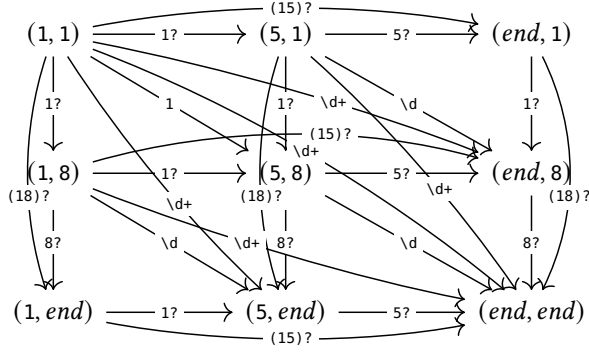 (15)?
(1, 1) 1? (5, 1) 5? (end, 1)
1? 1 1? \d+ \d 1?
(15)?
\d+
(1, 8) 1? (5, 8) 5? (end, 8)
(18)? \d+ (18)? \d+ (18)?
8? \d \d+ 8? \d 8?
(1, end) 1? (5, end) 5? (end, end)
(15)?